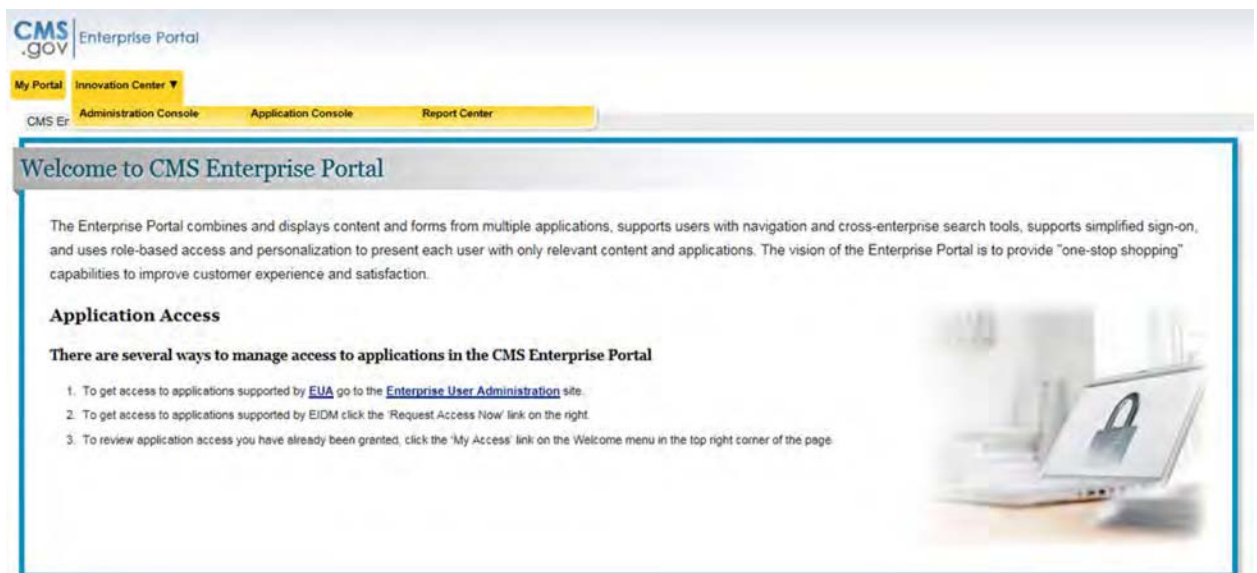 CMS
.gov
Enterprise Portal
My Portal
Innovation Center ▼
Administration Console
Application Console
Report Center
CMS Er
Welcome to CMS Enterprise Portal
The Enterprise Portal combines and displays content and forms from multiple applications, supports users with navigation and cross-enterprise search tools, supports simplified sign-on,
and uses role-based access and personalization to present each user with only relevant content and applications. The vision of the Enterprise Portal is to provide "one-stop shopping"
capabilities to improve customer experience and satisfaction.
Application Access
There are several ways to manage access to applications in the CMS Enterprise Portal
1. To get access to applications supported by EUA go to the Enterprise User Administration site.
2. To get access to applications supported by EIDM click the 'Request Access Now' link on the right.
3. To review application access you have already been granted, click the 'My Access' link on the Welcome menu in the top right corner of the page.